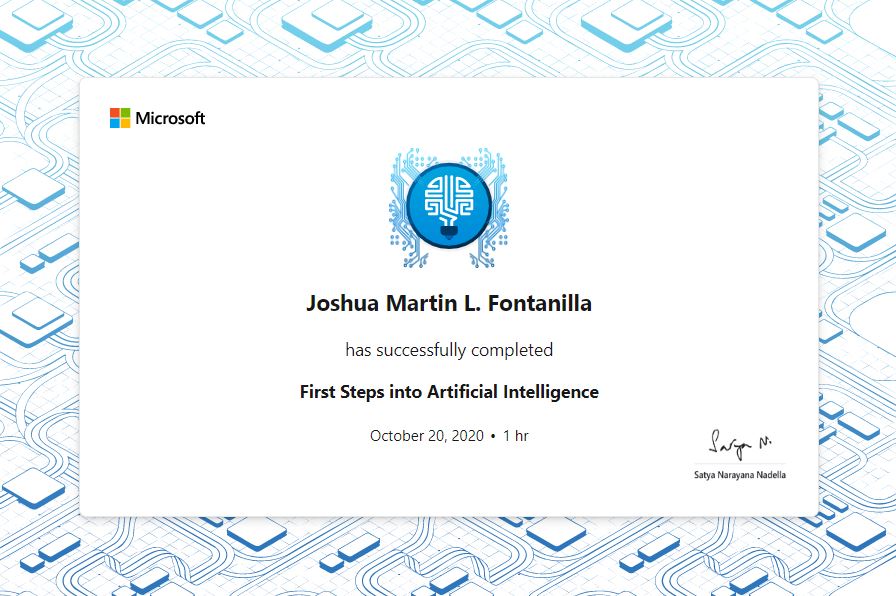 Microsoft
Joshua Martin L. Fontanilla
has successfully completed
First Steps into Artificial Intelligence
October 20, 2020 • 1 hr
Satya N.
Satya Narayana Nadella